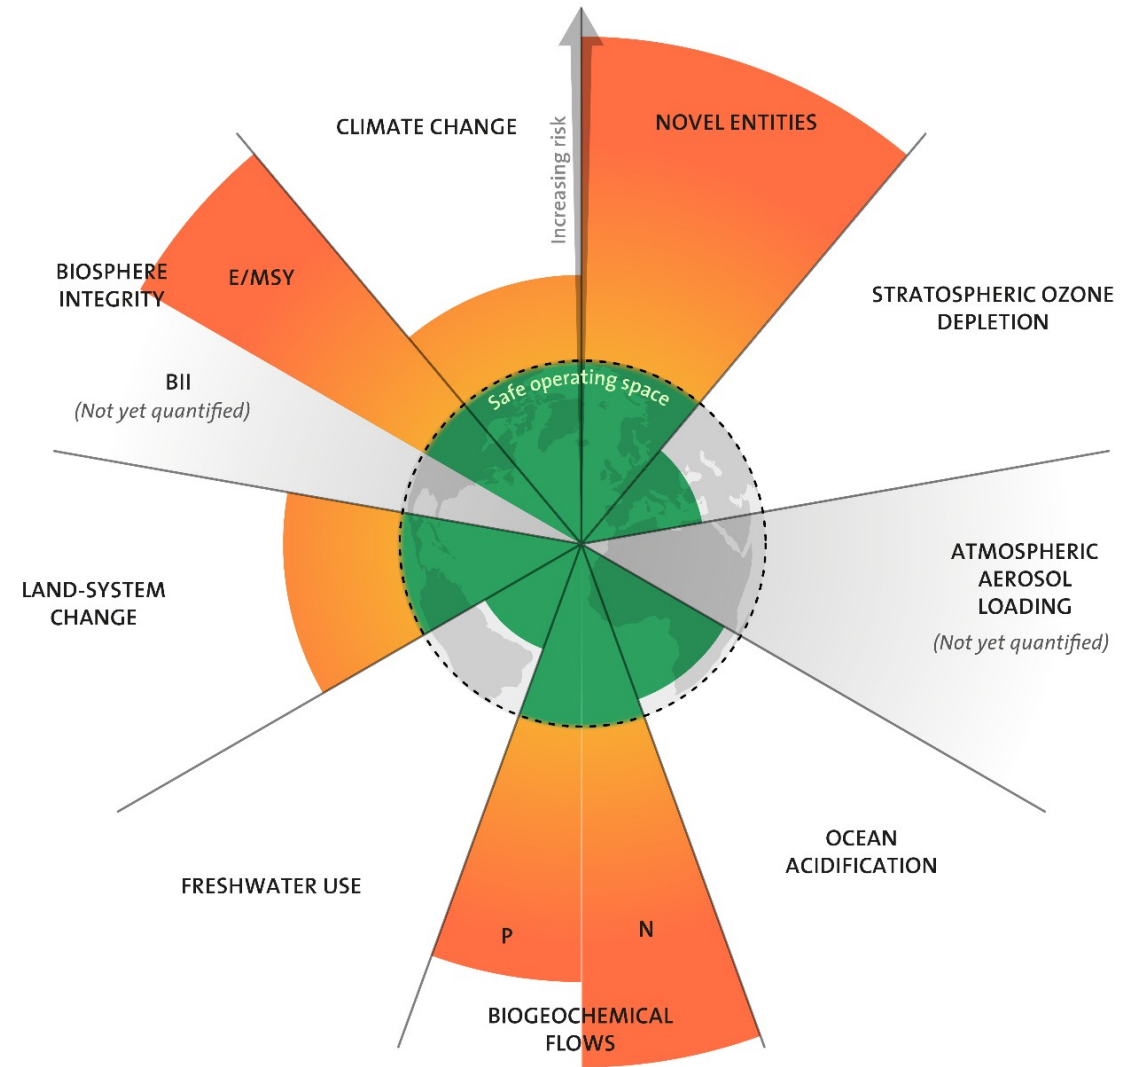 CLIMATE CHANGE
NOVEL ENTITIES
Increasing risk
BIOSPHERE
INTEGRITY
E/MSY
STRATOSPHERIC OZONE
DEPLETION
BII
(Not yet quantified)
Safe operating space
ATMOSPHERIC
AEROSOL
LOADING
(Not yet quantified)
LAND-SYSTEM
CHANGE
OCEAN
ACIDIFICATION
FRESHWATER USE
P
N
BIOGEOCHEMICAL
FLOWS